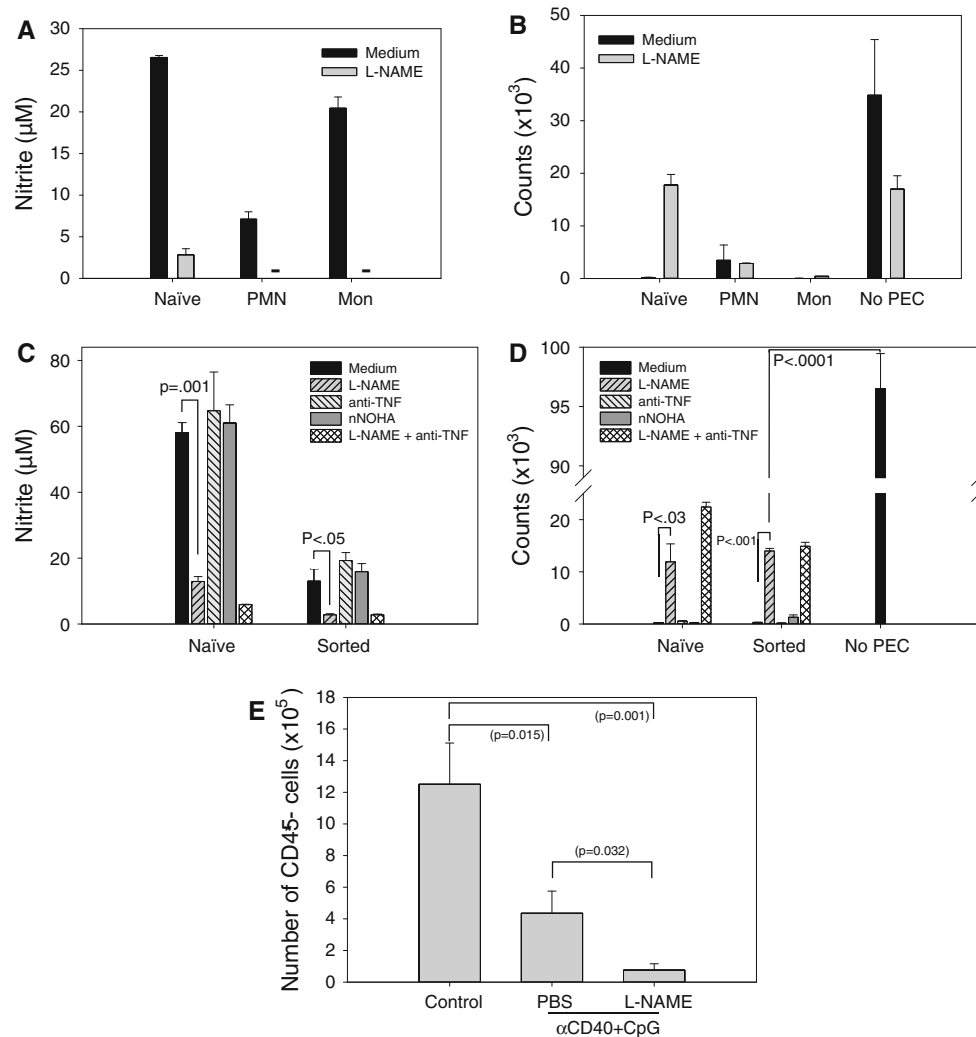 A
Nitrite (µM)
30
25
20
15
10
5
0
Medium
L-NAME
Naïve PMN Mon
B
Counts (x10³)
50
40
30
20
10
0
Medium
L-NAME
Naïve PMN Mon No PEC
C
Nitrite (µM)
80
60
40
20
0
p=.001
Medium
L-NAME
anti-TNF
nNOHA
L-NAME + anti-TNF
P<.05
Naïve Sorted
D
Counts (x10³)
100
95
90
20
10
0
Medium
L-NAME
anti-TNF
nNOHA
L-NAME + anti-TNF
P<.0001
P<.03
P<.001
Naïve Sorted No PEC
E
Number of CD45- cells (x10⁵)
18
16
14
12
10
8
6
4
2
0
(p=0.001)
(p=0.015)
(p=0.032)
Control PBS L-NAME
αCD40+CpG